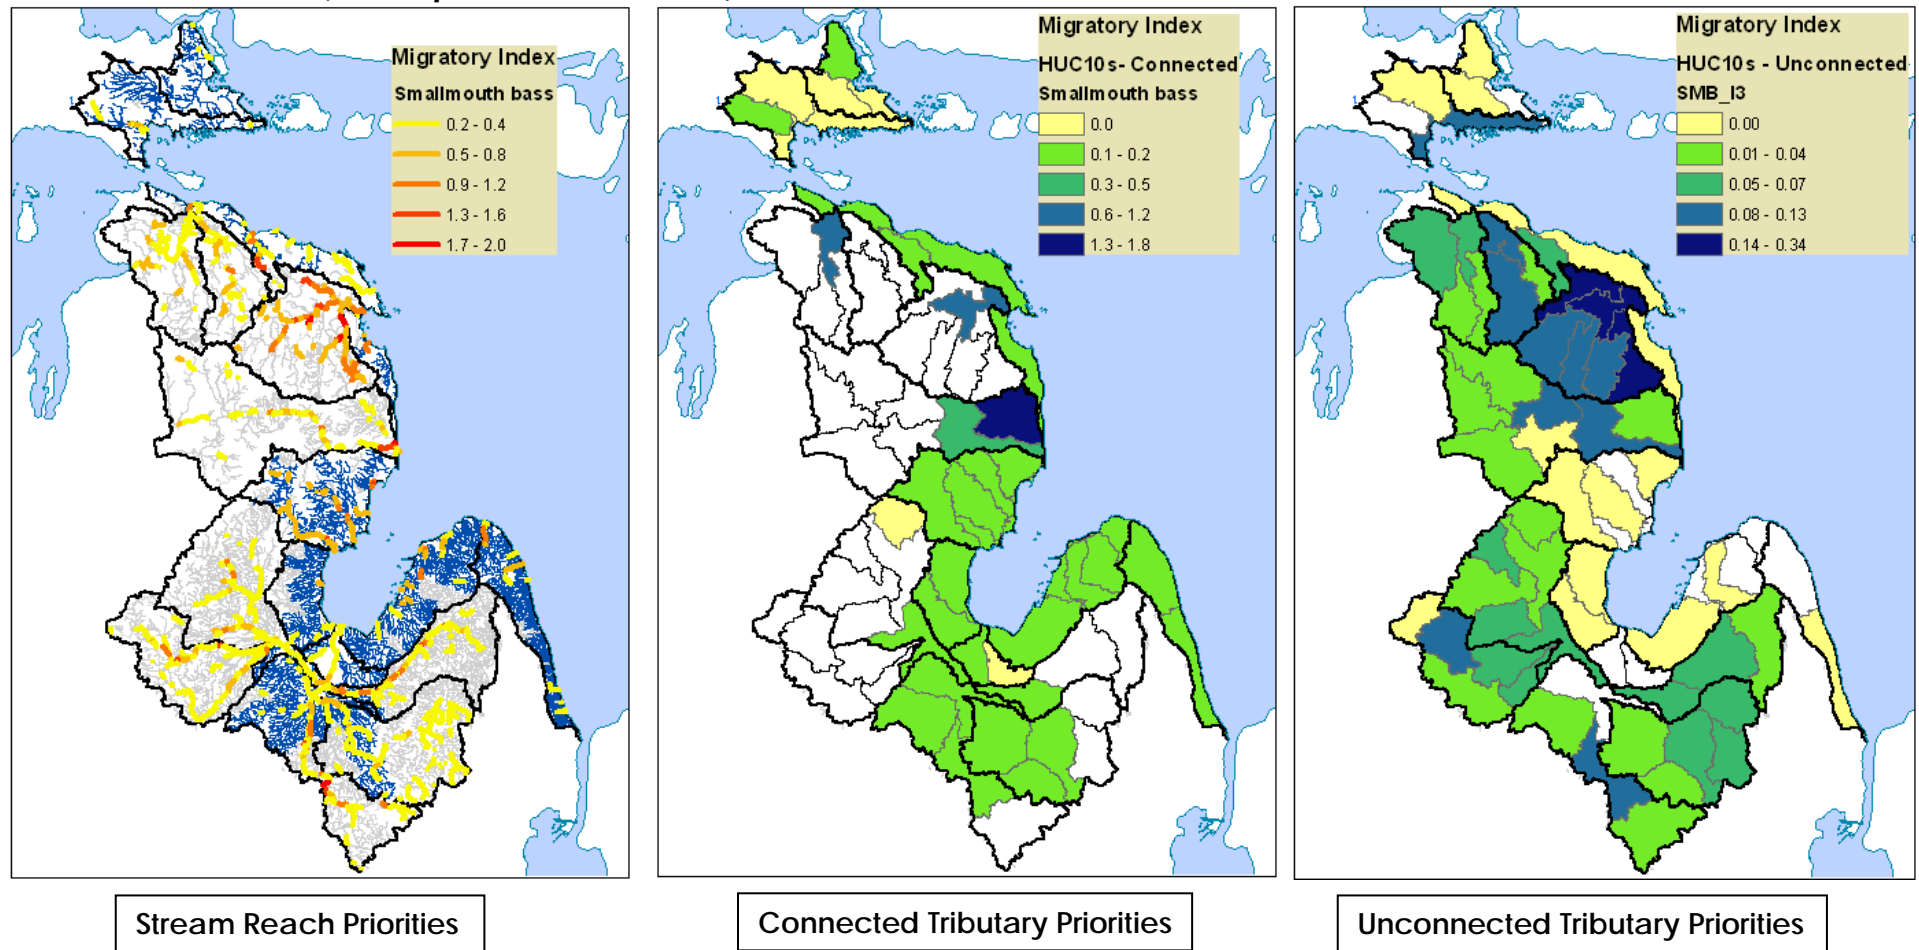 Migratory Index
Smallmouth bass
0.2 - 0.4
0.5 - 0.8
0.9 - 1.2
1.3 - 1.6
1.7 - 2.0
Stream Reach Priorities
Migratory Index
HUC10s- Connected
Smallmouth bass
0.0
0.1 - 0.2
0.3 - 0.5
0.6 - 1.2
1.3 - 1.8
Connected Tributary Priorities
Migratory Index
HUC10s - Unconnected
SMB_I3
0.00
0.01 - 0.04
0.05 - 0.07
0.08 - 0.13
0.14 - 0.34
Unconnected Tributary Priorities